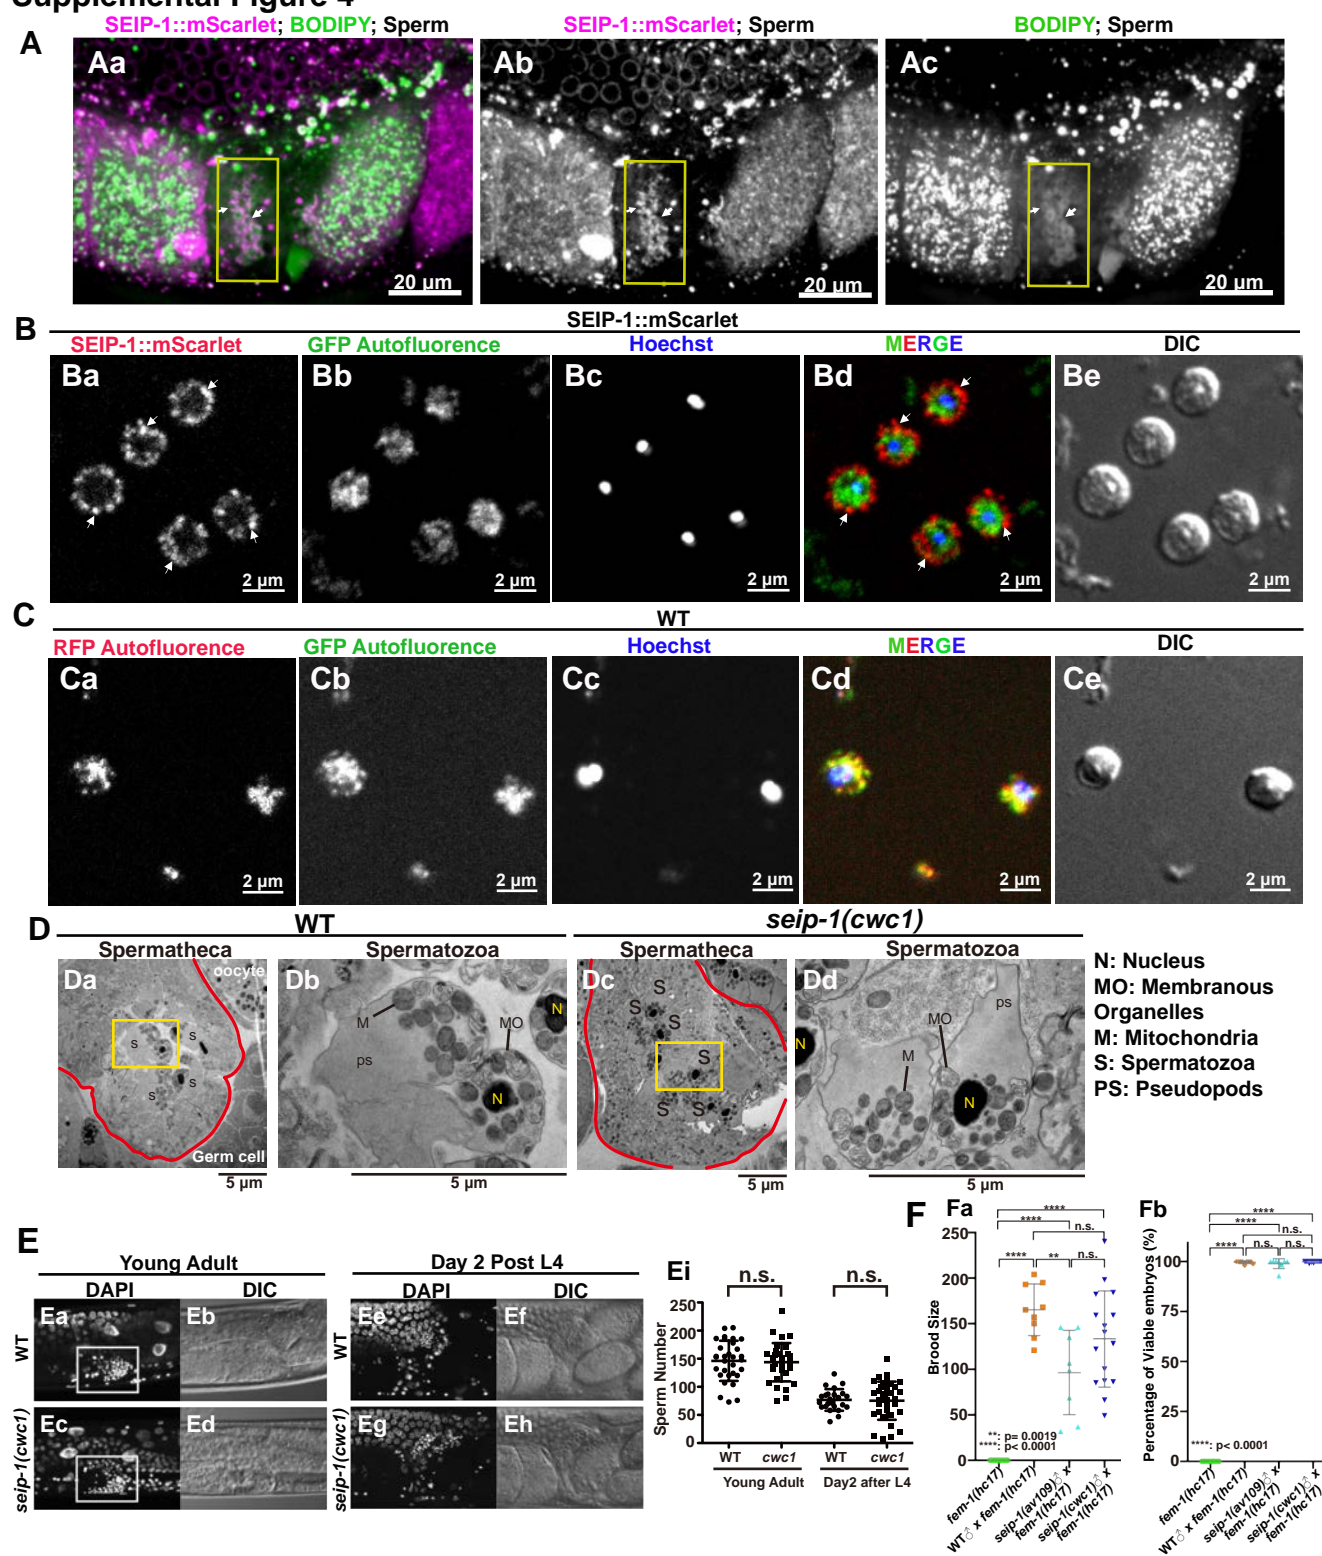 Supplemental Figure 4
SEIP-1::mScarlet; BODIPY; Sperm
SEIP-1::mScarlet; Sperm
BODIPY; Sperm
A
Aa
Ab
Ac
20 µm
20 µm
20 µm
B
SEIP-1::mScarlet
SEIP-1::mScarlet
GFP Autofluorence
Hoechst
MERGE
DIC
Ba
Bb
Bc
Bd
Be
2 µm
2 µm
2 µm
2 µm
2 µm
C
WT
RFP Autofluorence
GFP Autofluorence
Hoechst
MERGE
DIC
Ca
Cb
Cc
Cd
Ce
2 µm
2 µm
2 µm
2 µm
2 µm
D
WT
seip-1(cwc1)
Spermatheca
Spermatozoa
Spermatheca
Spermatozoa
Da
oocyte
s
s
s
s
Germ cell
5 µm
Db
M
MO
N
ps
N
5 µm
Dc
S
S
S
S
S
S
5 µm
Dd
ps
MO
N
M
N
5 µm
N: Nucleus
MO: Membranous
Organelles
M: Mitochondria
S: Spermatozoa
PS: Pseudopods
E
Young Adult
Day 2 Post L4
DAPI
DIC
DAPI
DIC
WT
Ea
Eb
WT
Ee
Ef
seip-1(cwc1)
Ec
Ed
seip-1(cwc1)
Eg
Eh
Ei
n.s.
n.s.
Sperm Number
250
200
150
100
50
0
WT
cwc1
WT
cwc1
Young Adult
Day2 after L4
F
Fa
****
****
n.s.
****
**
n.s.
Brood Size
250
200
150
100
50
0
**: p= 0.0019
****: p< 0.0001
fem-1(hc17)
WT♂ x fem-1(hc17)
seip-1(av109)♂ x
fem-1(hc17)
seip-1(cwc1)♂ x
fem-1(hc17)
Fb
****
****
n.s.
****
n.s.
n.s.
Percentage of Viable embryos (%)
100
75
50
25
0
****: p< 0.0001
fem-1(hc17)
WT♂ x fem-1(hc17)
seip-1(av109)♂ x
fem-1(hc17)
seip-1(cwc1)♂ x
fem-1(hc17)